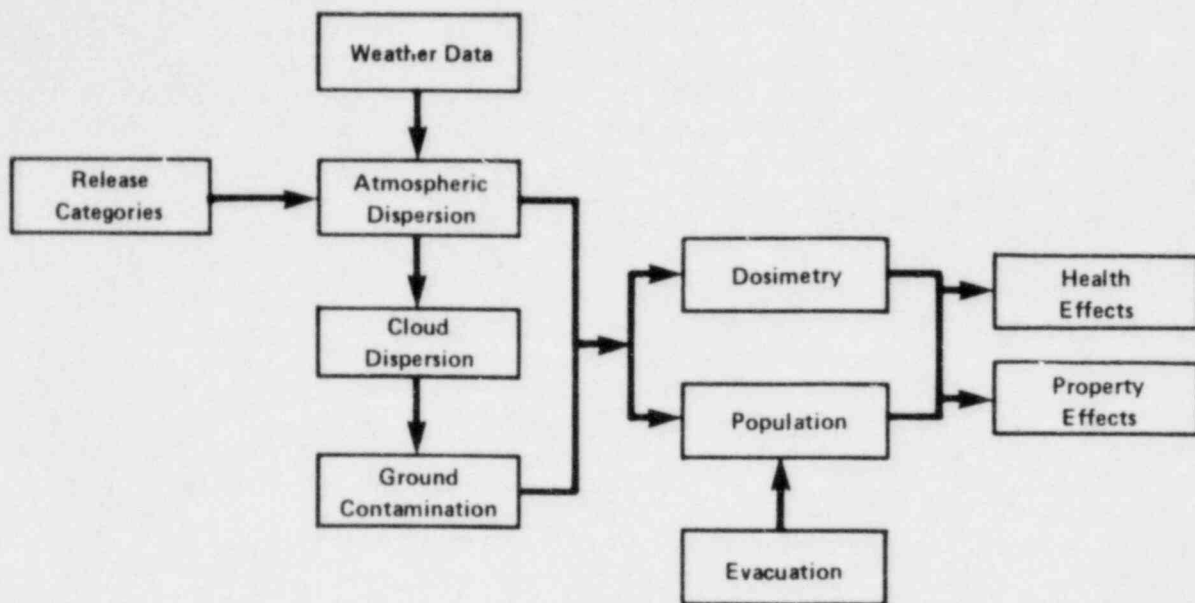 Weather Data
Release
Categories
Atmospheric
Dispersion
Cloud
Dispersion
Ground
Contamination
Dosimetry
Population
Evacuation
Health
Effects
Property
Effects